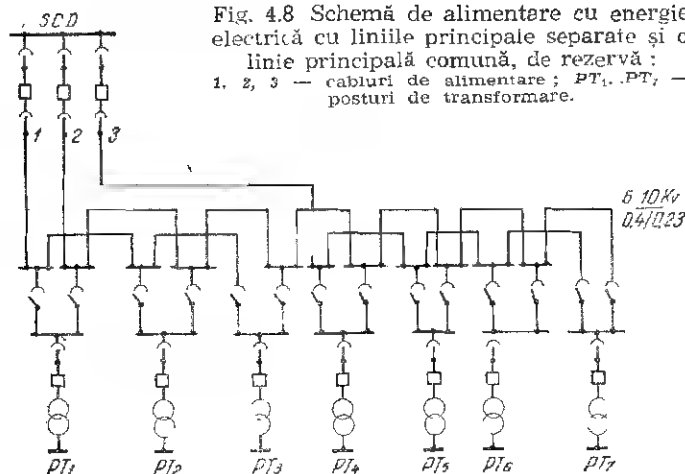 Fig. 4.8 Schemă de alimentare cu energie
electrică cu liniile principale separate și o
linie principală comună, de rezervă :
1, 2, 3 — cabluri de alimentare ; PT₁. .PT₇ —
posturi de transformare.
SCD
1 2 3
6 10Kv
0.4/0.23
PT₁ PT₂ PT₃ PT₄ PT₅ PT₆ PT₇